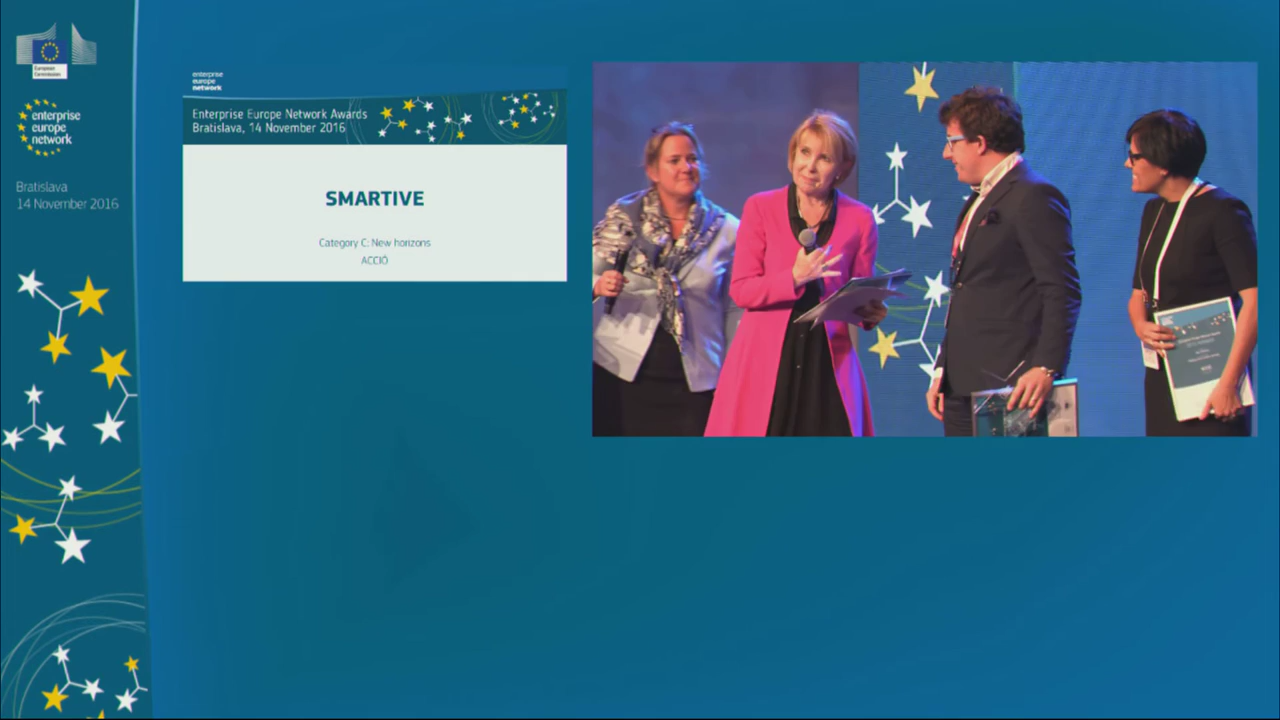 European
Commission
enterprise
europe
network
Bratislava
14 November 2016
enterprise
europe
network
Enterprise Europe Network Awards
Bratislava, 14 November 2016
SMARTIVE
Category C: New horizons
ACCIÓ